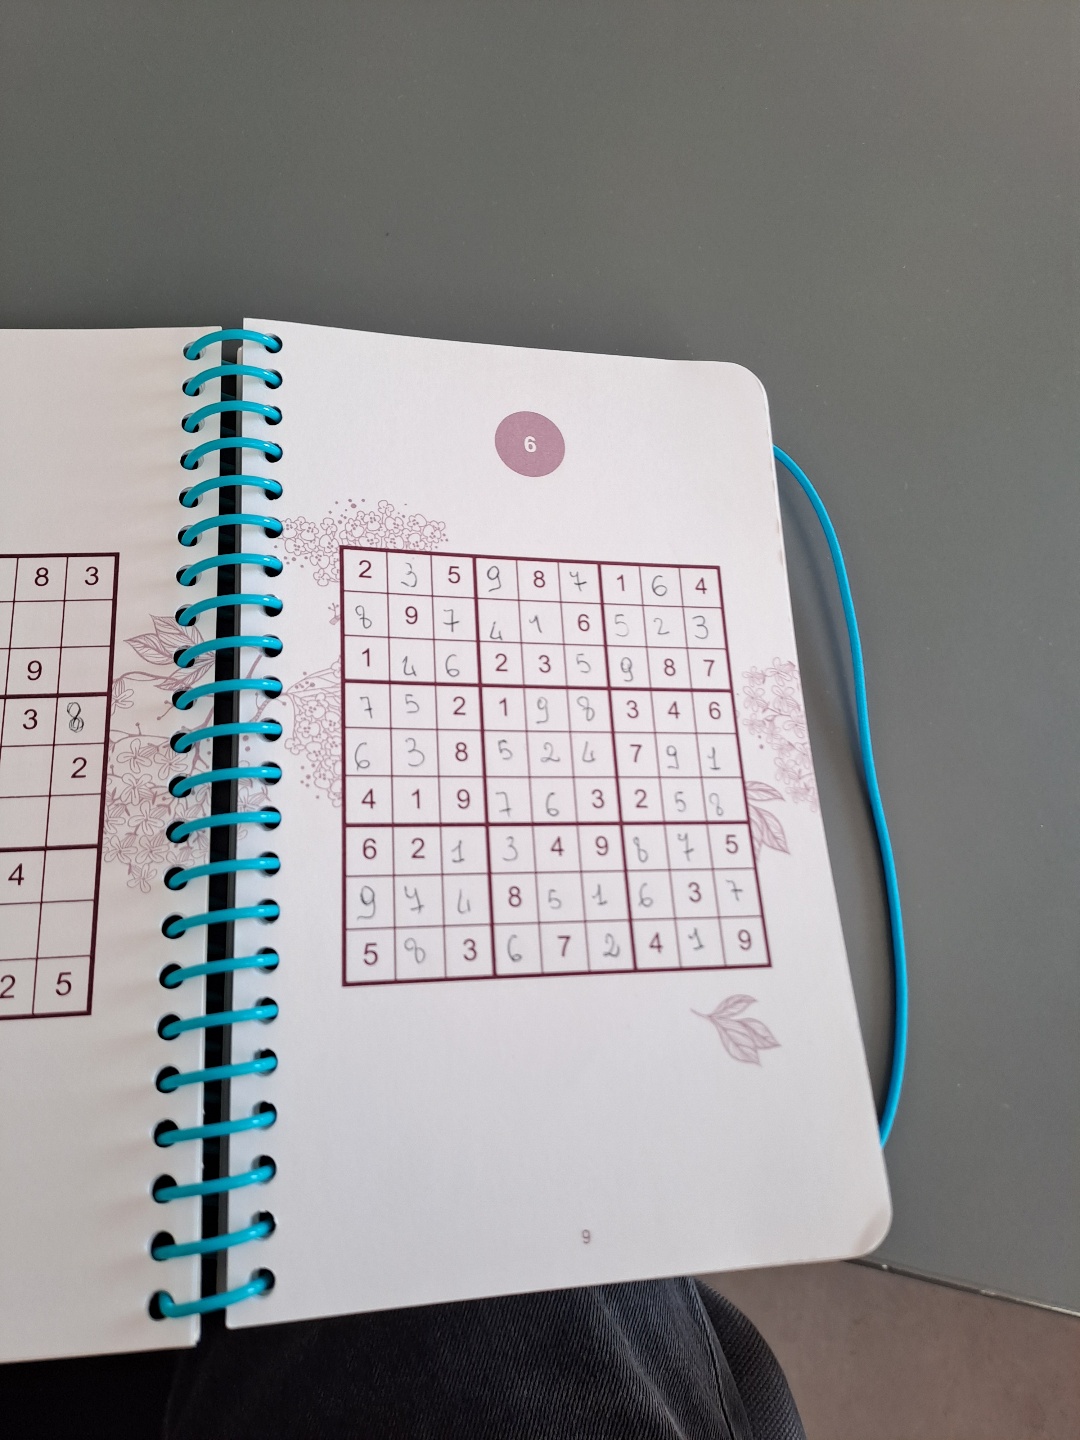 8 3
9
3 8
2
4
2 5
6
2 3 5 9 8 7 1 6 4
8 9 7 4 1 6 5 2 3
1 4 6 2 3 5 9 8 7
7 5 2 1 9 8 3 4 6
6 3 8 5 2 4 7 9 1
4 1 9 7 6 3 2 5 8
6 2 1 3 4 9 8 7 5
9 7 4 8 5 1 6 3 7
5 8 3 6 7 2 4 1 9
9